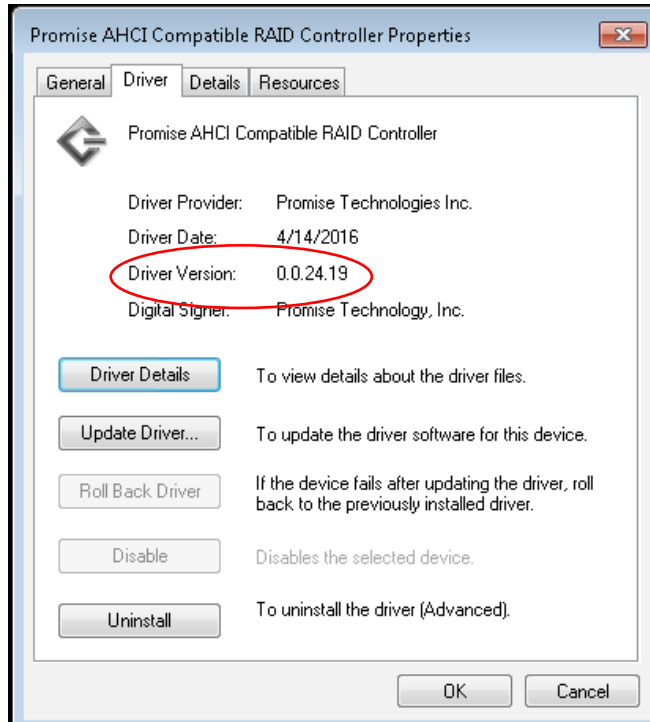 Promise AHCI Compatible RAID Controller Properties
General Driver Details Resources
Promise AHCI Compatible RAID Controller
Driver Provider: Promise Technologies Inc.
Driver Date: 4/14/2016
Driver Version: 0.0.24.19
Digital Signer: Promise Technology, Inc.
Driver Details To view details about the driver files.
Update Driver... To update the driver software for this device.
Roll Back Driver If the device fails after updating the driver, roll
back to the previously installed driver.
Disable Disables the selected device.
Uninstall To uninstall the driver (Advanced).
OK Cancel